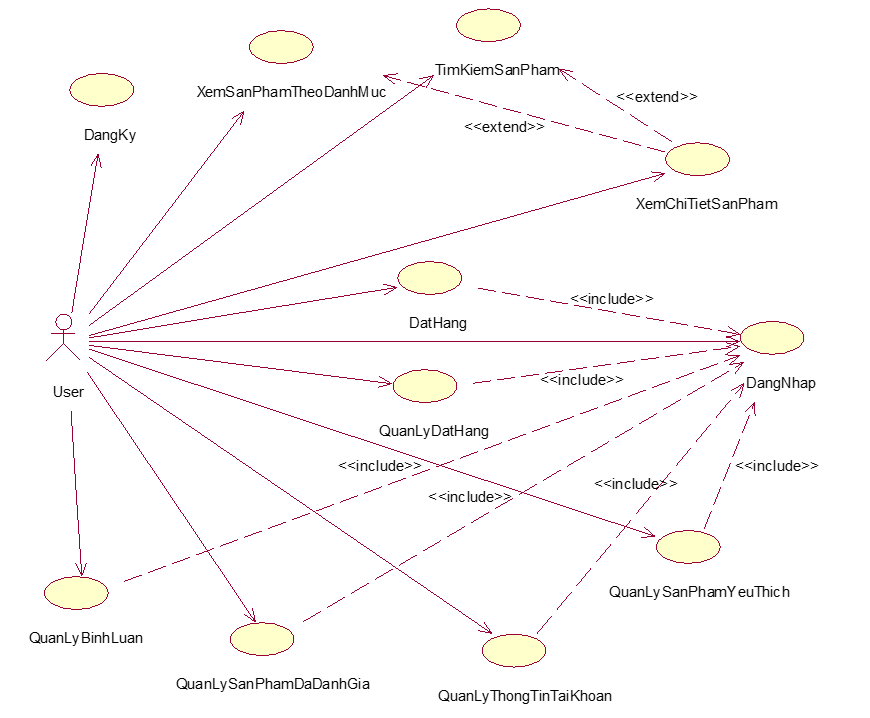 TimKiemSanPham
XemSanPhamTheoDanhMuc
<<extend>>
<<extend>>
DangKy
XemChiTietSanPham
<<include>>
DatHang
<<include>>
DangNhap
User
QuanLyDatHang
<<include>>
<<include>>
<<include>>
<<include>>
QuanLySanPhamYeuThich
QuanLyBinhLuan
QuanLySanPhamDaDanhGia
QuanLyThongTinTaiKhoan